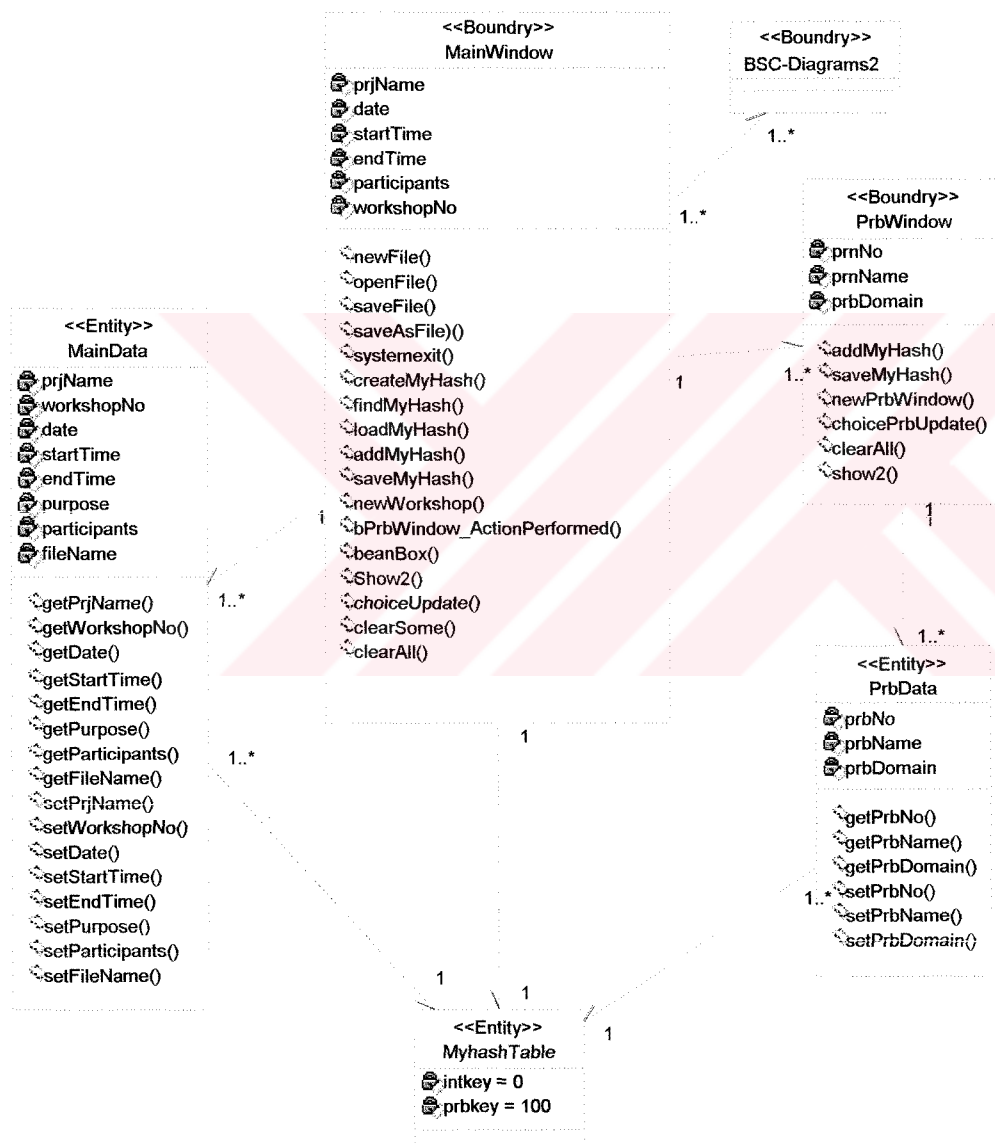 <<Boundry>>
MainWindow
prjName
date
startTime
endTime
participants
workshopNo
newFile()
openFile()
saveFile()
saveAsFile)()
systemexit()
createMyHash()
findMyHash()
loadMyHash()
addMyHash()
saveMyHash()
newWorkshop()
bPrbWindow_ActionPerformed()
beanBox()
Show2()
choiceUpdate()
clearSome()
clearAll()
<<Boundry>>
BSC-Diagrams2
1..*
1..*
<<Boundry>>
PrbWindow
prnNo
prnName
prbDomain
addMyHash()
saveMyHash()
newPrbWindow()
choicePrbUpdate()
clearAll()
show2()
1
1..*
<<Entity>>
MainData
prjName
workshopNo
date
startTime
endTime
purpose
participants
fileName
getPrjName()
getWorkshopNo()
getDate()
getStartTime()
getEndTime()
getPurpose()
getParticipants()
getFileName()
setPrjName()
setWorkshopNo()
setDate()
setStartTime()
setEndTime()
setPurpose()
setParticipants()
setFileName()
1
1..*
1
1..*
<<Entity>>
PrbData
prbNo
prbName
prbDomain
getPrbNo()
getPrbName()
getPrbDomain()
setPrbNo()
setPrbName()
setPrbDomain()
1..*
1
1..*
1
1
1
<<Entity>>
MyhashTable
intkey = 0
prbkey = 100